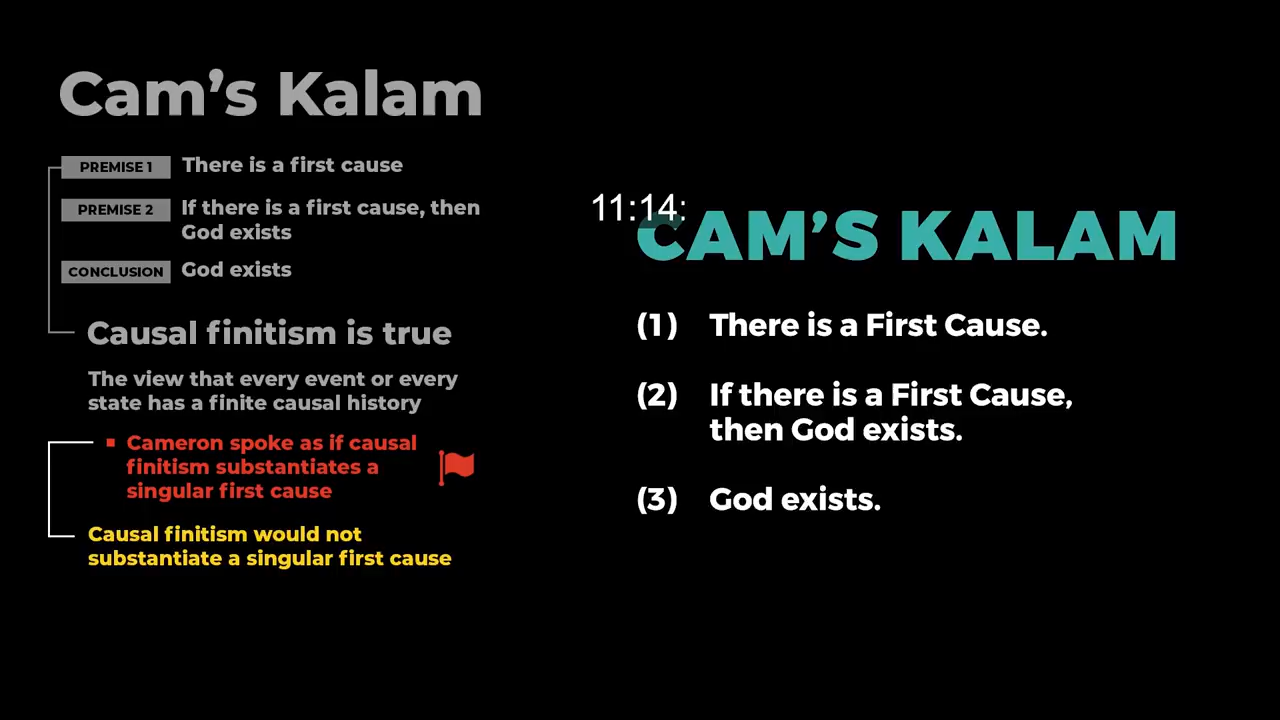 Cam's Kalam
PREMISE 1 There is a first cause
PREMISE 2 If there is a first cause, then
God exists
CONCLUSION God exists
Causal finitism is true
The view that every event or every
state has a finite causal history
Cameron spoke as if causal
finitism substantiates a
singular first cause
Causal finitism would not
substantiate a singular first cause
11:14:
CAM'S KALAM
(1) There is a First Cause.
(2) If there is a First Cause,
then God exists.
(3) God exists.